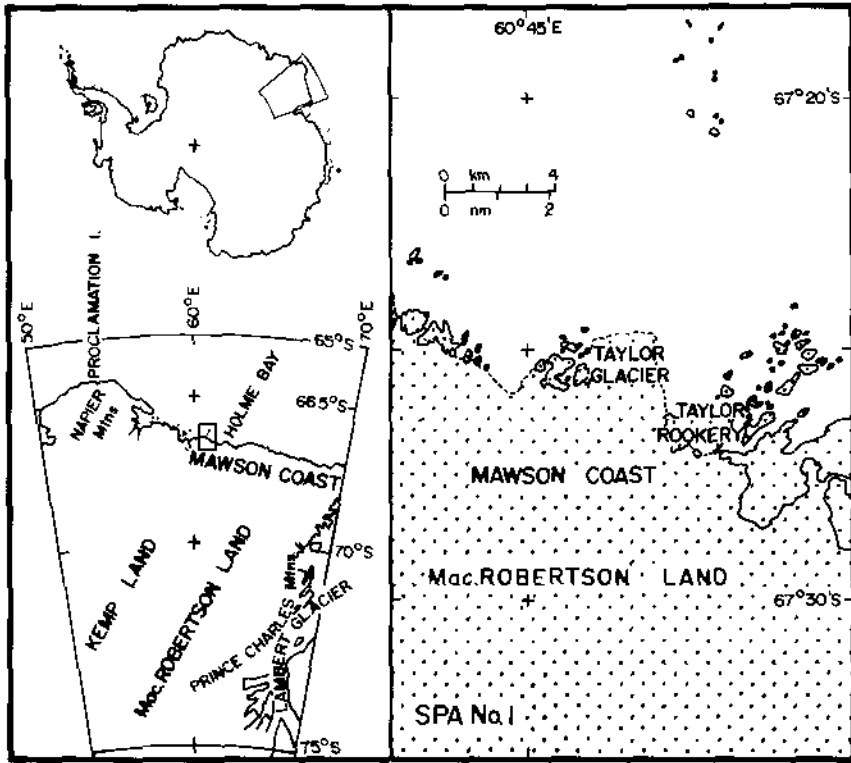 50°E
PROCLAMATION I.
60°E
70°E
65°S
NAPIER
Mtns
HOLME BAY
66.5°S
MAWSON COAST
70°S
KEMP LAND
Mac.ROBERTSON LAND
PRINCE CHARLES Mtns
LAMBERT GLACIER
75°S
60°45'E
67°20'S
0 km 4
0 nm 2
TAYLOR
GLACIER
TAYLOR
ROOKERY
MAWSON COAST
Mac.ROBERTSON LAND
67°30'S
SPA No.1